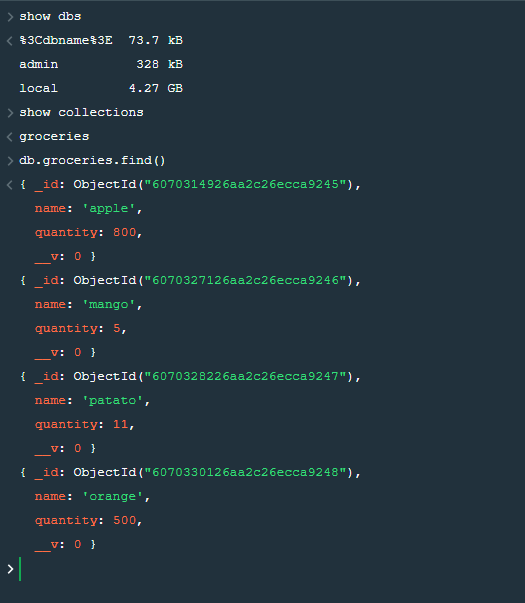 > show dbs
< %3Cdbname%3E  73.7 kB
admin          328 kB
local         4.27 GB
> show collections
< groceries
> db.groceries.find()
< { _id: ObjectId("6070314926aa2c26ecca9245"),
name: 'apple',
quantity: 800,
__v: 0 }
{ _id: ObjectId("6070327126aa2c26ecca9246"),
name: 'mango',
quantity: 5,
__v: 0 }
{ _id: ObjectId("6070328226aa2c26ecca9247"),
name: 'patato',
quantity: 11,
__v: 0 }
{ _id: ObjectId("6070330126aa2c26ecca9248"),
name: 'orange',
quantity: 500,
__v: 0 }
>